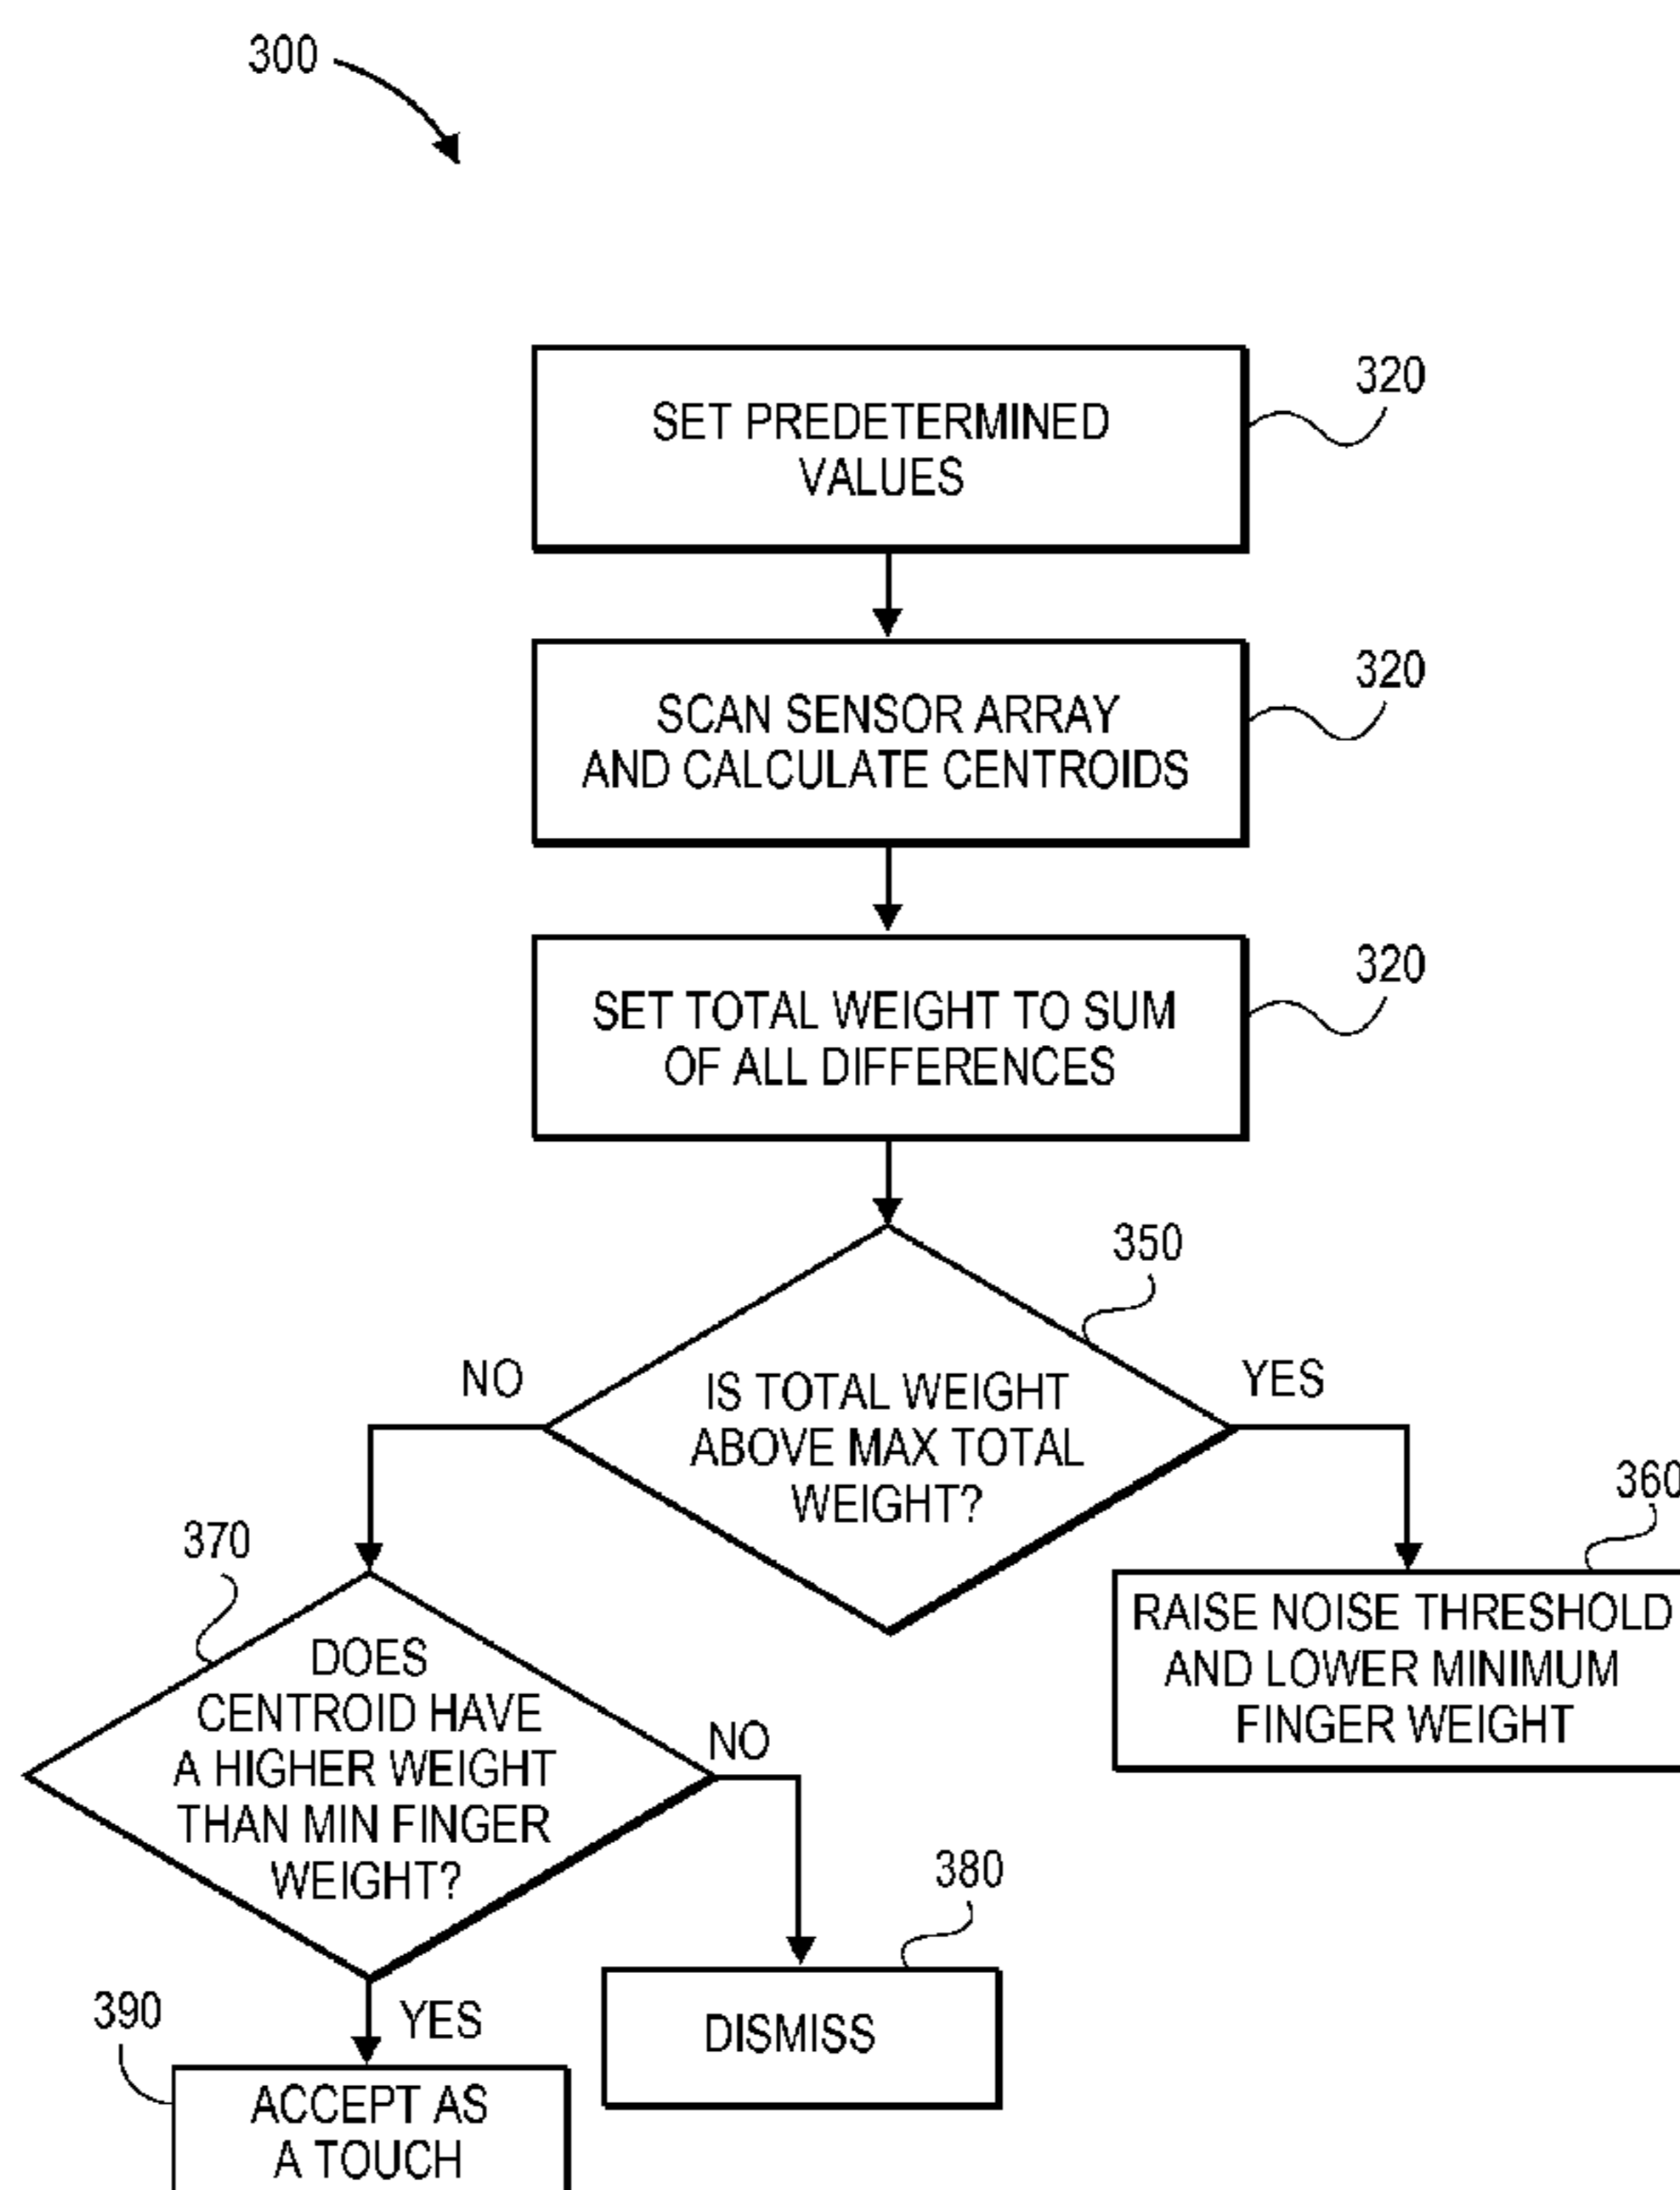 300
SET PREDETERMINED
VALUES
320
SCAN SENSOR ARRAY
AND CALCULATE CENTROIDS
320
SET TOTAL WEIGHT TO SUM
OF ALL DIFFERENCES
320
350
IS TOTAL WEIGHT
ABOVE MAX TOTAL
WEIGHT?
NO
YES
360
RAISE NOISE THRESHOLD
AND LOWER MINIMUM
FINGER WEIGHT
370
DOES
CENTROID HAVE
A HIGHER WEIGHT
THAN MIN FINGER
WEIGHT?
NO
380
DISMISS
YES
390
ACCEPT AS
A TOUCH